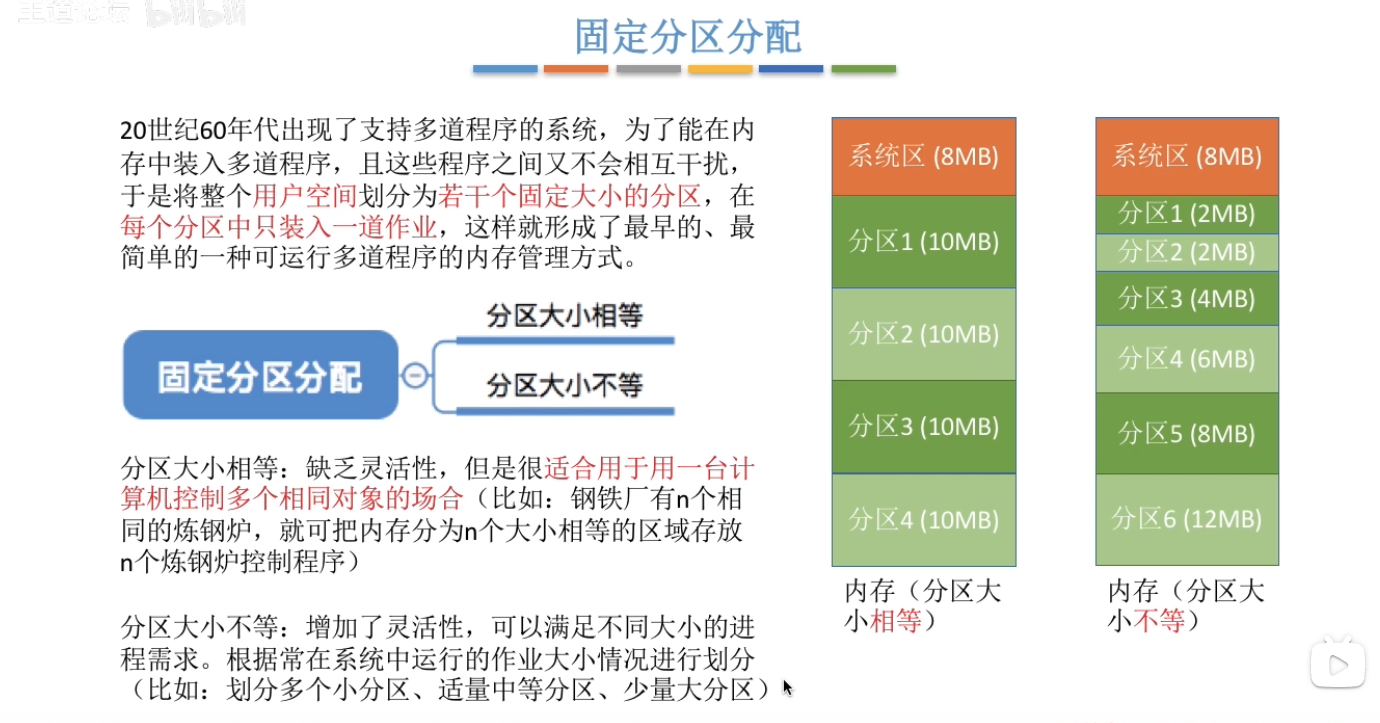 王道论坛 bilibili
固定分区分配
20世纪60年代出现了支持多道程序的系统，为了能在内
存中装入多道程序，且这些程序之间又不会相互干扰，
于是将整个用户空间划分为若干个固定大小的分区，在
每个分区中只装入一道作业，这样就形成了最早的、最
简单的一种可运行多道程序的内存管理方式。
固定分区分配
分区大小相等
分区大小不等
分区大小相等：缺乏灵活性，但是很适合用于用一台计
算机控制多个相同对象的场合（比如：钢铁厂有n个相
同的炼钢炉，就可把内存分为n个大小相等的区域存放
n个炼钢炉控制程序）
分区大小不等：增加了灵活性，可以满足不同大小的进
程需求。根据常在系统中运行的作业大小情况进行划分
（比如：划分多个小分区、适量中等分区、少量大分区）
系统区 (8MB)
分区1 (10MB)
分区2 (10MB)
分区3 (10MB)
分区4 (10MB)
内存（分区大
小相等）
系统区 (8MB)
分区1 (2MB)
分区2 (2MB)
分区3 (4MB)
分区4 (6MB)
分区5 (8MB)
分区6 (12MB)
内存（分区大
小不等）